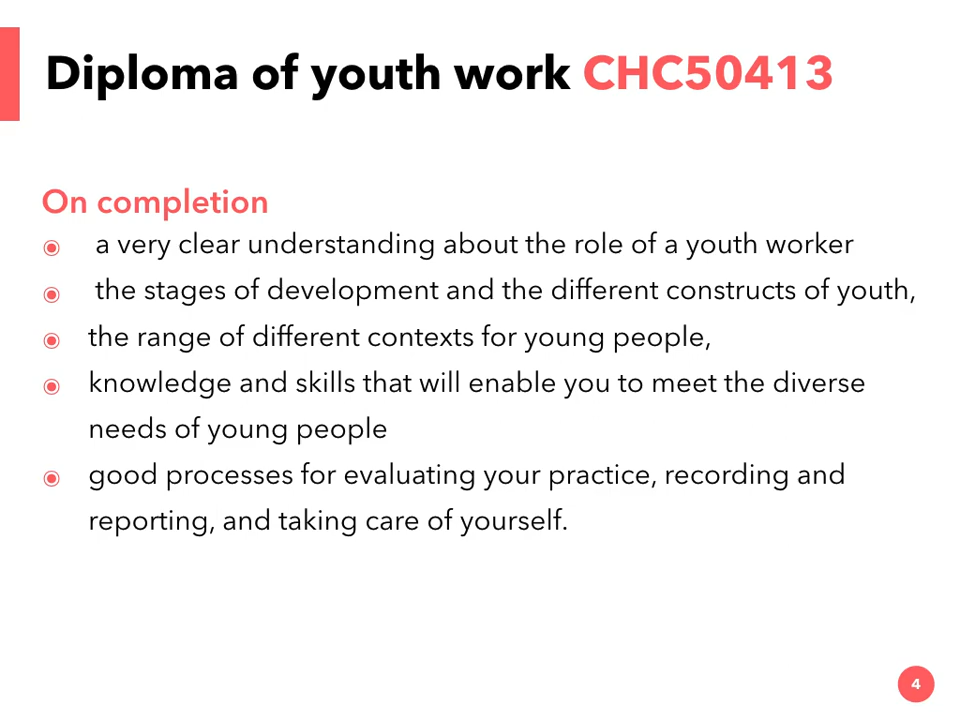 Diploma of youth work CHC50413
On completion
a very clear understanding about the role of a youth worker
the stages of development and the different constructs of youth,
the range of different contexts for young people,
knowledge and skills that will enable you to meet the diverse
needs of young people
good processes for evaluating your practice, recording and
reporting, and taking care of yourself.
4